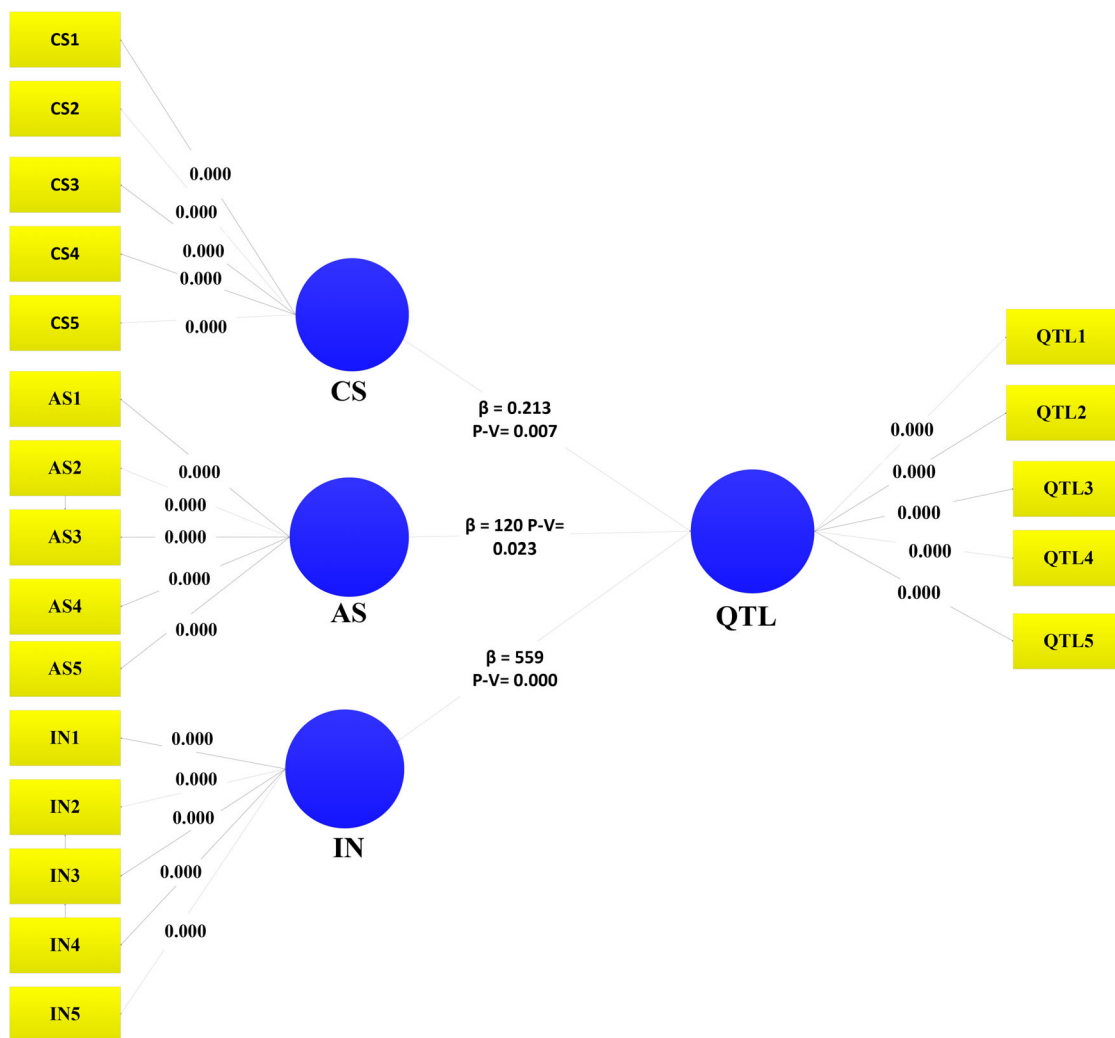 CS1
CS2
CS3
CS4
CS5
0.000
0.000
0.000
0.000
0.000
CS
AS1
AS2
AS3
AS4
AS5
0.000
0.000
0.000
0.000
0.000
AS
IN1
IN2
IN3
IN4
IN5
0.000
0.000
0.000
0.000
0.000
IN
β = 0.213
P-V= 0.007
β = 120 P-V=
0.023
β = 559
P-V= 0.000
QTL
0.000
0.000
0.000
0.000
0.000
QTL1
QTL2
QTL3
QTL4
QTL5